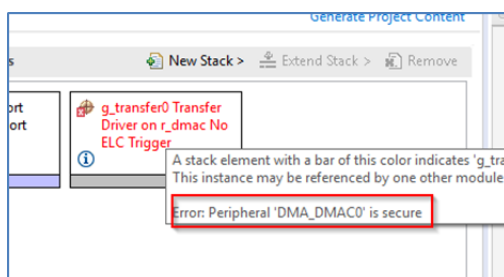 Generate Project Content
s
New Stack >
Extend Stack >
Remove
ort
ort
g_transfer0 Transfer
Driver on r_dmac No
ELC Trigger
A stack element with a bar of this color indicates 'g_tra
This instance may be referenced by one other module
Error: Peripheral 'DMA_DMAC0' is secure